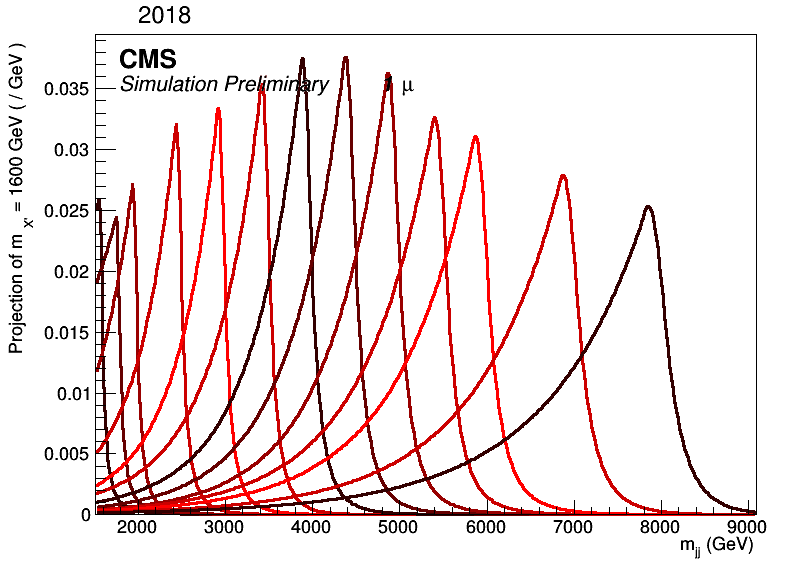 2018
CMS
Simulation Preliminary
1 μ
Projection of m_X' = 1600 GeV ( / GeV )
0.035
0.03
0.025
0.02
0.015
0.01
0.005
0
2000 3000 4000 5000 6000 7000 8000 9000
m_jj (GeV)